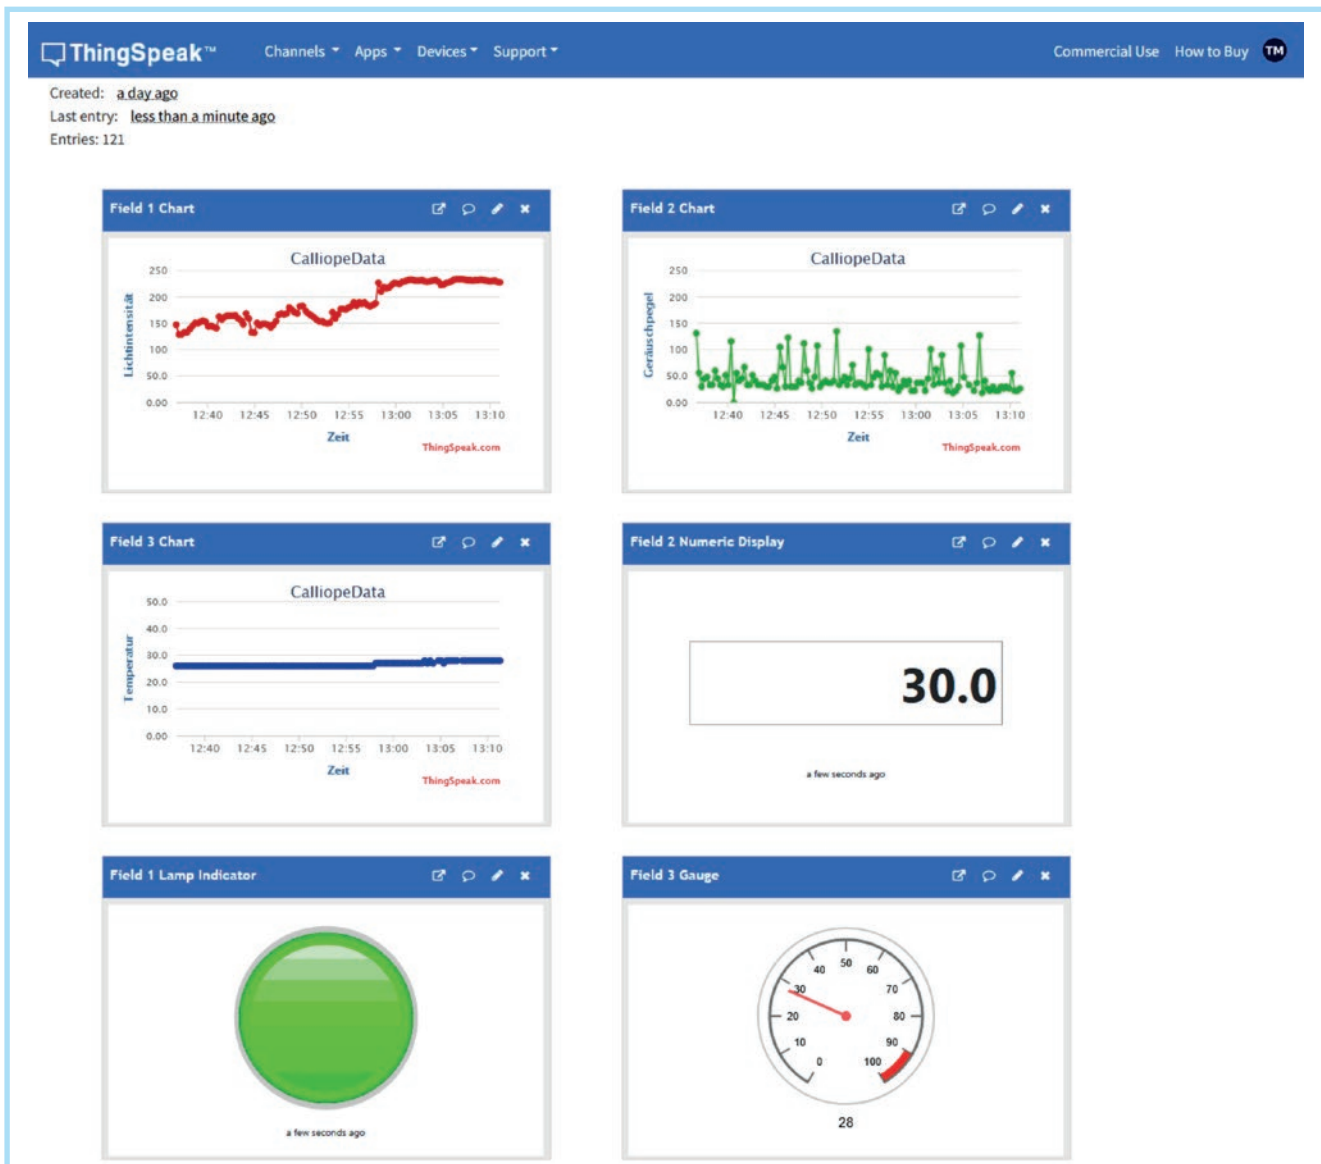 ThingSpeak™ Channels Apps Devices Support Commercial Use How to Buy TM
Created: a day ago
Last entry: less than a minute ago
Entries: 121
Field 1 Chart
CalliopeData
250
200
150
100
50.0
0.00
Lichtintensität
12:40 12:45 12:50 12:55 13:00 13:05 13:10
Zeit
ThingSpeak.com
Field 2 Chart
CalliopeData
250
200
150
100
50.0
0.00
Geräuschpegel
12:40 12:45 12:50 12:55 13:00 13:05 13:10
Zeit
ThingSpeak.com
Field 3 Chart
CalliopeData
50.0
40.0
30.0
20.0
10.0
0.00
Temperatur
12:40 12:45 12:50 12:55 13:00 13:05 13:10
Zeit
ThingSpeak.com
Field 2 Numeric Display
30.0
a few seconds ago
Field 1 Lamp Indicator
a few seconds ago
Field 3 Gauge
0
10
20
30
40
50
60
70
80
90
100
28